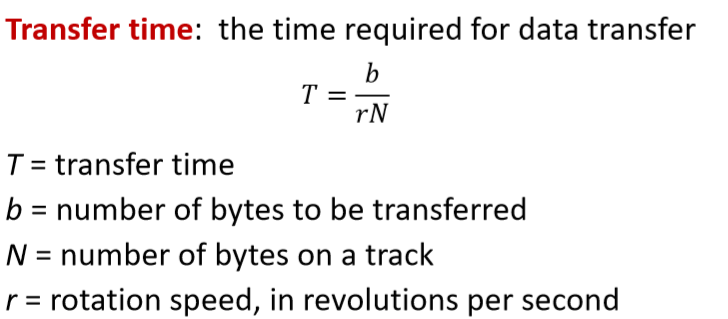 Transfer time: the time required for data transfer
T = b / rN
T = transfer time
b = number of bytes to be transferred
N = number of bytes on a track
r = rotation speed, in revolutions per second